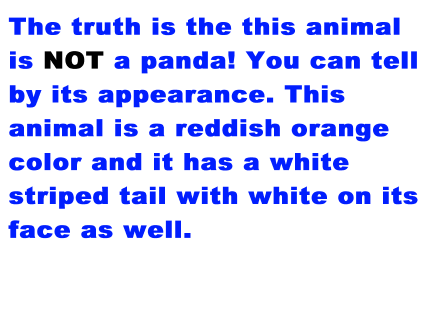 The truth is the this animal
is NOT a panda! You can tell
by its appearance. This
animal is a reddish orange
color and it has a white
striped tail with white on its
face as well.